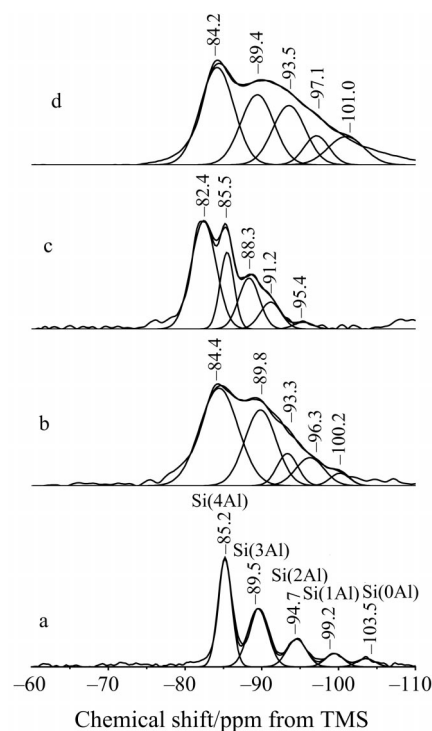 −84.2
−89.4
−93.5
−97.1
−101.0
d
−82.4
−85.5
−88.3
−91.2
−95.4
c
−84.4
−89.8
−93.3
−96.3
−100.2
b
Si(4Al)
−85.2
Si(3Al)
−89.5
Si(2Al)
−94.7
Si(1Al)
−99.2
Si(0Al)
−103.5
a
−60 −70 −80 −90 −100 −110
Chemical shift/ppm from TMS